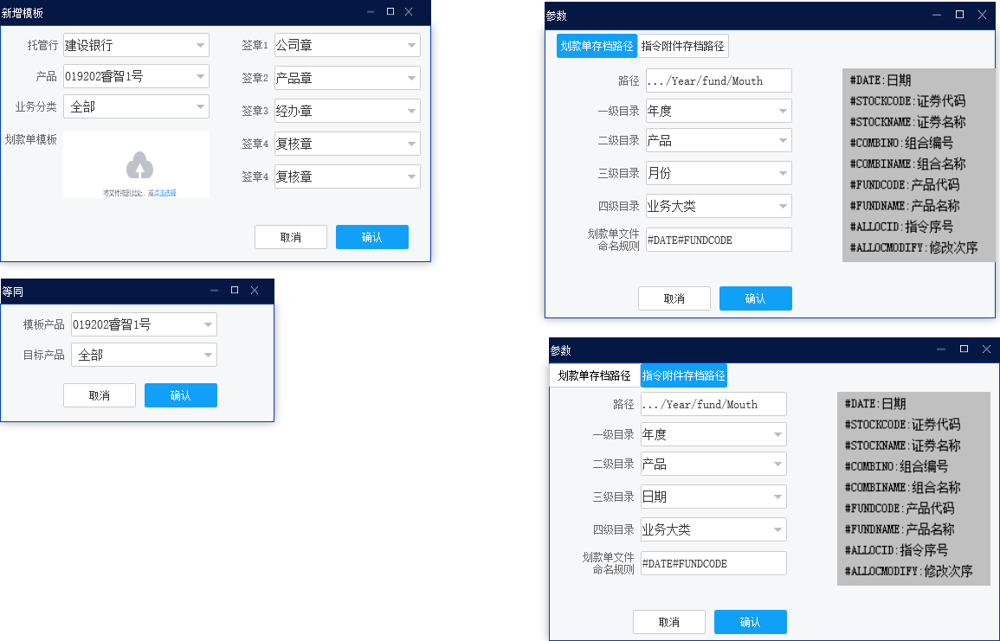 新增模板
托管行 建设银行
产品 019202睿智1号
业务分类 全部
划款单模板
将文件拖到此处，或点击选择
签章1 公司章
签章2 产品章
签章3 经办章
签章4 复核章
签章4 复核章
取消 确认
等同
模板产品 019202睿智1号
目标产品 全部
取消 确认
参数
划款单存档路径 指令附件存档路径
路径 .../Year/fund/Mouth
一级目录 年度
二级目录 产品
三级目录 月份
四级目录 业务大类
划款单文件
命名规则 #DATE#FUNDCODE
#DATE:日期
#STOCKCODE:证券代码
#STOCKNAME:证券名称
#COMBINO:组合编号
#COMBINAME:组合名称
#FUNDCODE:产品代码
#FUNDNAME:产品名称
#ALLOCID:指令序号
#ALLOCMODIFY:修改次序
取消 确认
参数
划款单存档路径 指令附件存档路径
路径 .../Year/fund/Mouth
一级目录 年度
二级目录 产品
三级目录 日期
四级目录 业务大类
划款单文件
命名规则 #DATE#FUNDCODE
#DATE:日期
#STOCKCODE:证券代码
#STOCKNAME:证券名称
#COMBINO:组合编号
#COMBINAME:组合名称
#FUNDCODE:产品代码
#FUNDNAME:产品名称
#ALLOCID:指令序号
#ALLOCMODIFY:修改次序
取消 确认